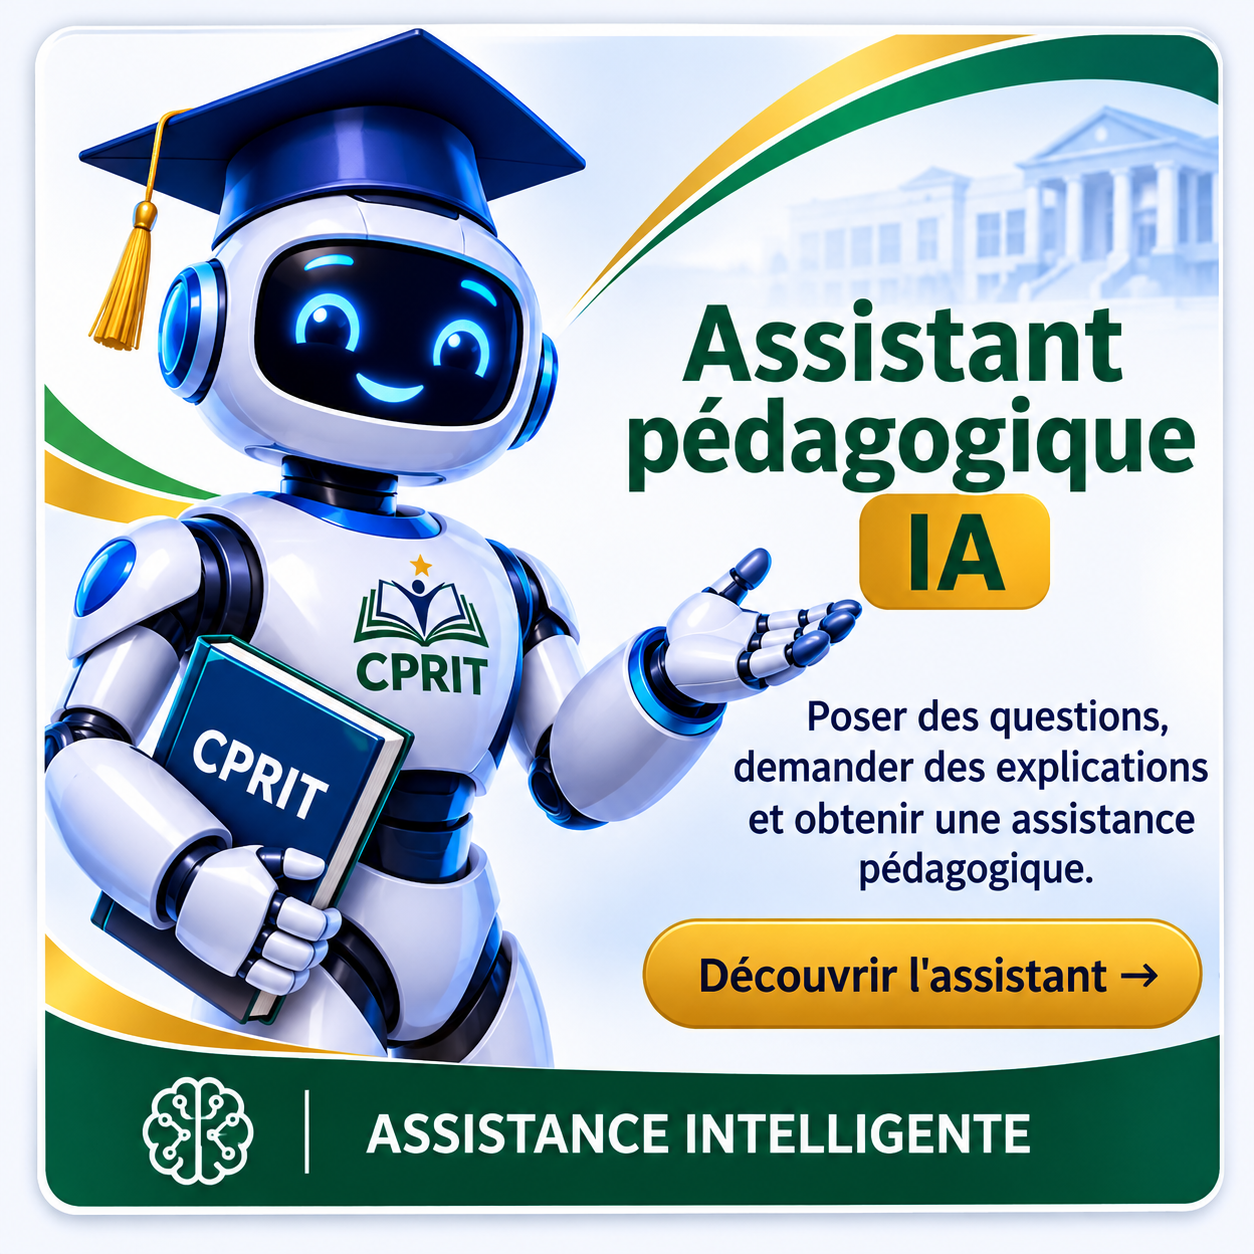 Assistant
pédagogique
IA
CPRIT
CPRIT
Poser des questions,
demander des explications
et obtenir une assistance
pédagogique.
Découvrir l'assistant →
ASSISTANCE INTELLIGENTE